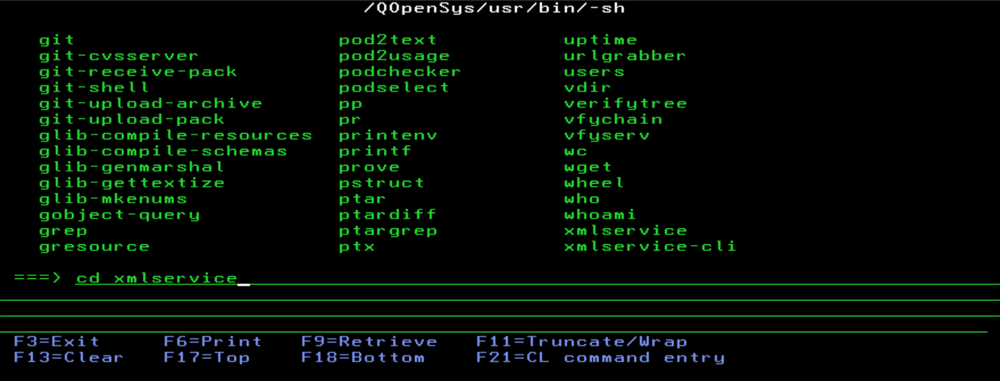 /QOpenSys/usr/bin/-sh
git pod2text uptime
git-cvsserver pod2usage urlgrabber
git-receive-pack podchecker users
git-shell podselect vdir
git-upload-archive pp verifytree
git-upload-pack pr vfychain
glib-compile-resources printenv vfyserv
glib-compile-schemas printf wc
glib-genmarshal prove wget
glib-gettextize pstruct wheel
glib-mkenums ptar who
gobject-query ptardiff whoami
grep ptargrep xmlservice
gresource ptx xmlservice-cli
===> cd xmlservice_
F3=Exit F6=Print F9=Retrieve F11=Truncate/Wrap
F13=Clear F17=Top F18=Bottom F21=CL command entry